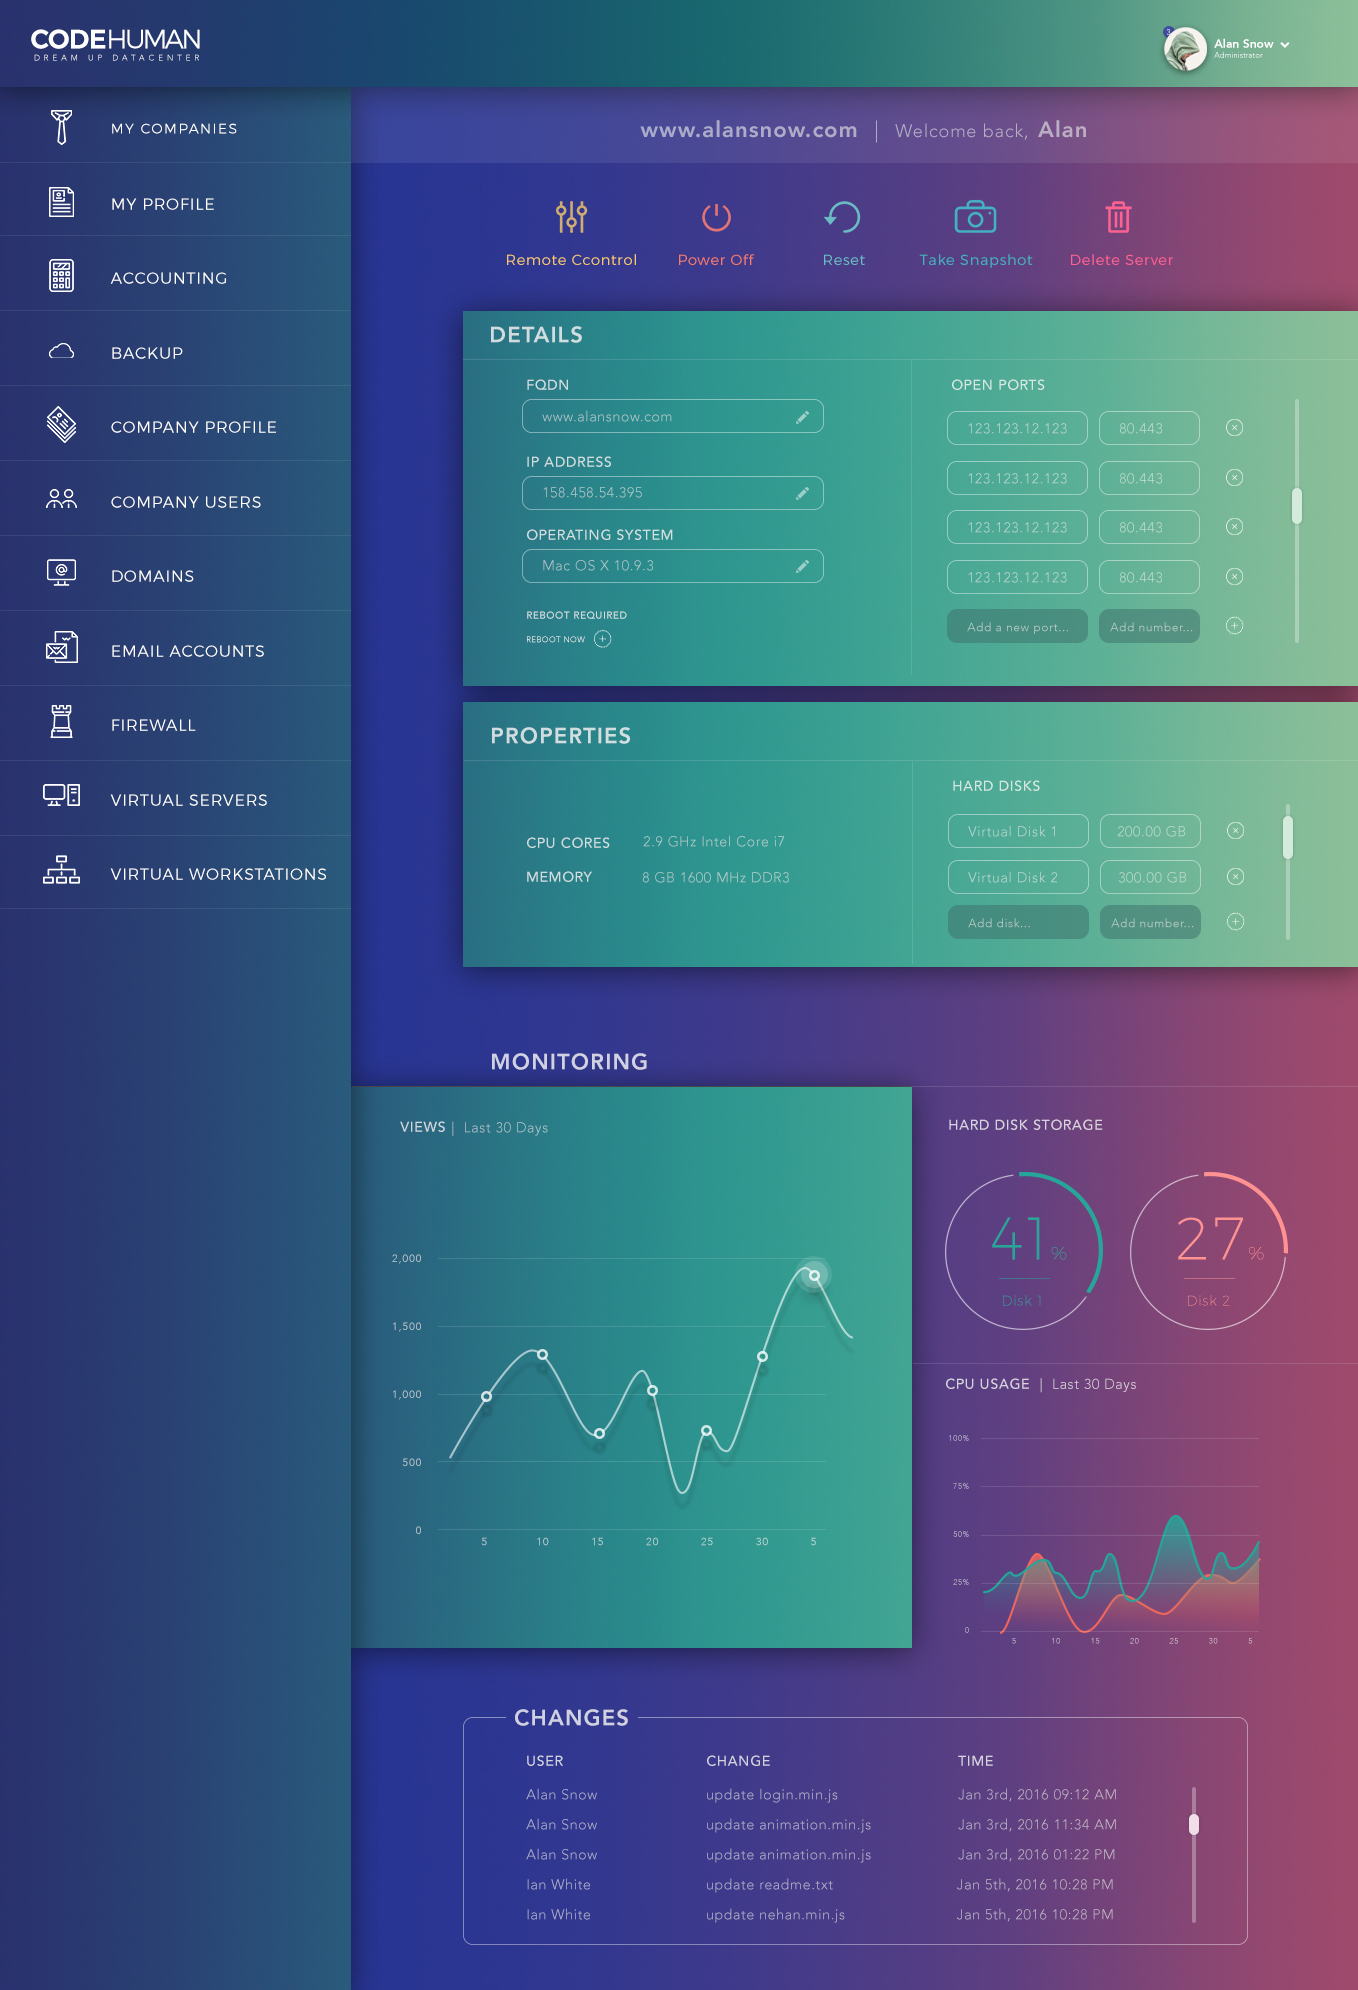 CODEHUMAN
DREAM UP DATACENTER
3
Alan Snow
Administrator
MY COMPANIES
MY PROFILE
ACCOUNTING
BACKUP
COMPANY PROFILE
COMPANY USERS
DOMAINS
EMAIL ACCOUNTS
FIREWALL
VIRTUAL SERVERS
VIRTUAL WORKSTATIONS
www.alansnow.com | Welcome back, Alan
Remote Ccontrol Power Off Reset Take Snapshot Delete Server
DETAILS
FQDN
www.alansnow.com
IP ADDRESS
158.458.54.395
OPERATING SYSTEM
Mac OS X 10.9.3
REBOOT REQUIRED
REBOOT NOW
OPEN PORTS
123.123.12.123 80.443
123.123.12.123 80.443
123.123.12.123 80.443
123.123.12.123 80.443
Add a new port... Add number...
PROPERTIES
CPU CORES 2.9 GHz Intel Core i7
MEMORY 8 GB 1600 MHz DDR3
HARD DISKS
Virtual Disk 1 200.00 GB
Virtual Disk 2 300.00 GB
Add disk... Add number...
MONITORING
VIEWS | Last 30 Days
2,000
1,500
1,000
500
0
5 10 15 20 25 30 5
HARD DISK STORAGE
41 %
Disk 1
27 %
Disk 2
CPU USAGE | Last 30 Days
100%
75%
50%
25%
0
5 10 15 20 25 30 5
CHANGES
USER CHANGE TIME
Alan Snow update login.min.js Jan 3rd, 2016 09:12 AM
Alan Snow update animation.min.js Jan 3rd, 2016 11:34 AM
Alan Snow update animation.min.js Jan 3rd, 2016 01:22 PM
Ian White update readme.txt Jan 5th, 2016 10:28 PM
Ian White update nehan.min.js Jan 5th, 2016 10:28 PM